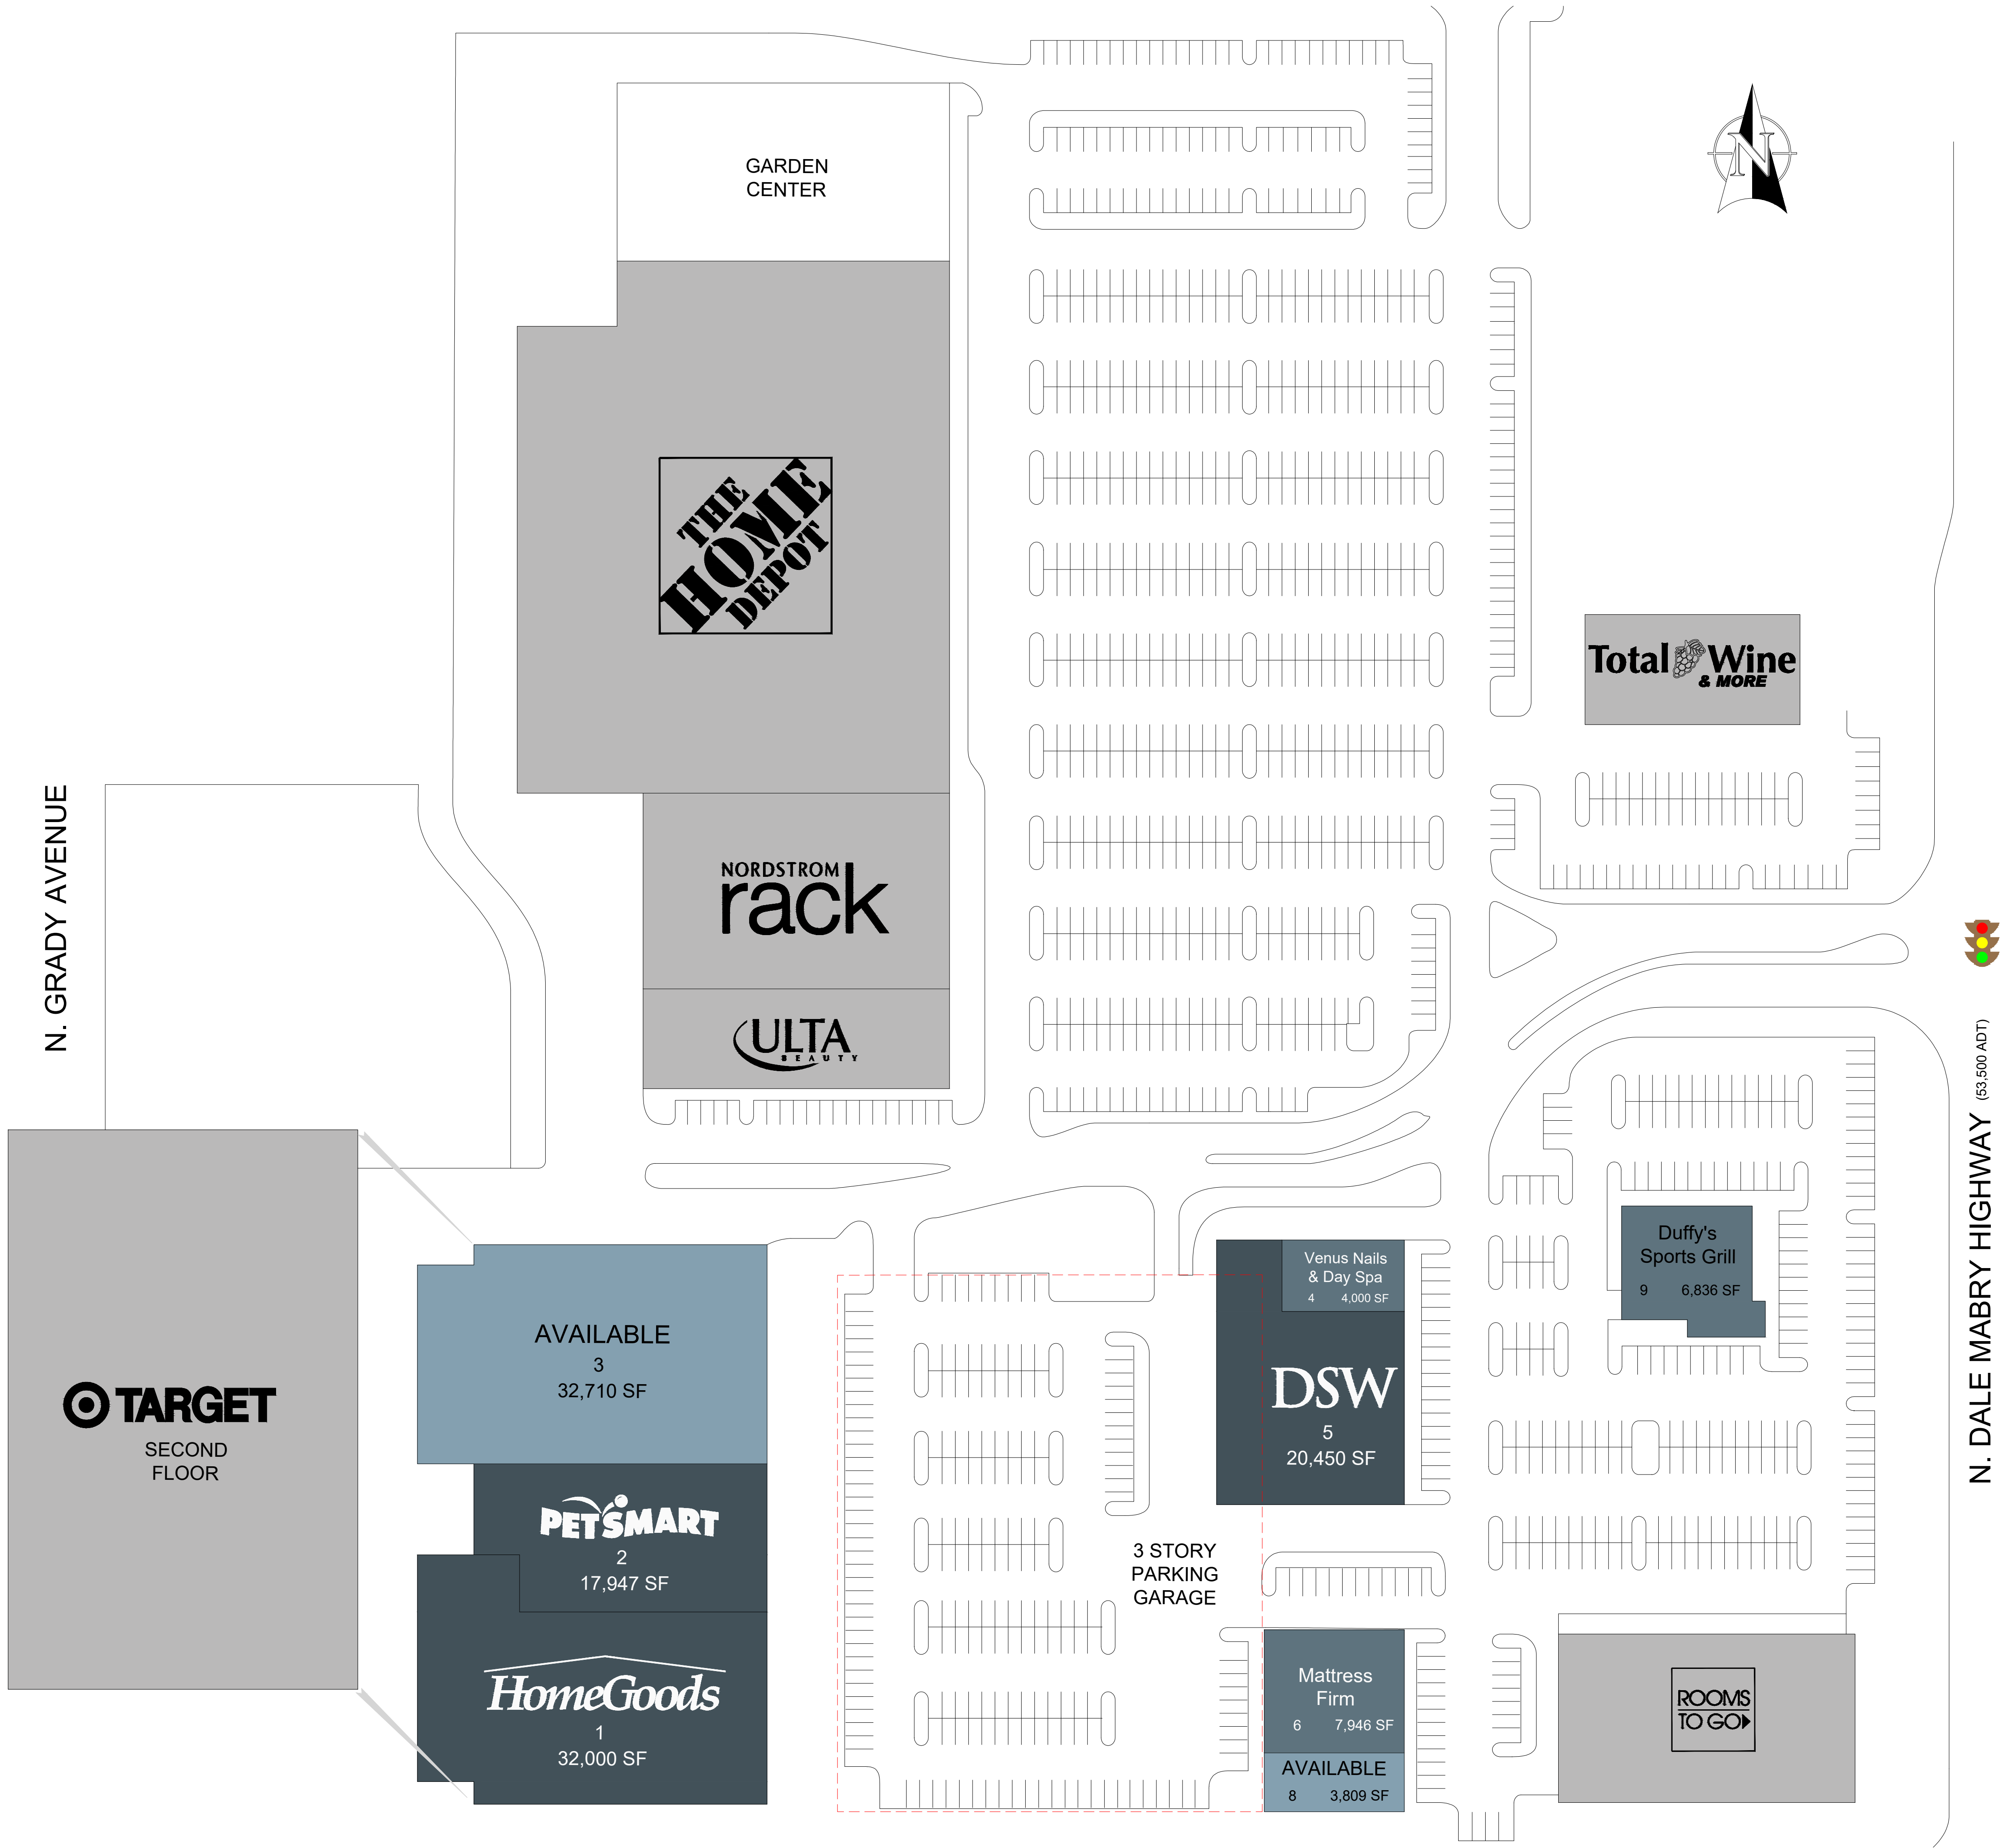 GARDEN
CENTER
N
THE
HOME
DEPOT
Total Wine
& MORE
N. GRADY AVENUE
NORDSTROM
rack
ULTA
BEAUTY
N. DALE MABRY HIGHWAY (53,500 ADT)
TARGET
SECOND
FLOOR
AVAILABLE
3
32,710 SF
PETSMART
2
17,947 SF
HomeGoods
1
32,000 SF
3 STORY
PARKING
GARAGE
Venus Nails
& Day Spa
4 4,000 SF
DSW
5
20,450 SF
Duffy's
Sports Grill
9 6,836 SF
Mattress
Firm
6 7,946 SF
AVAILABLE
8 3,809 SF
ROOMS
TO GO